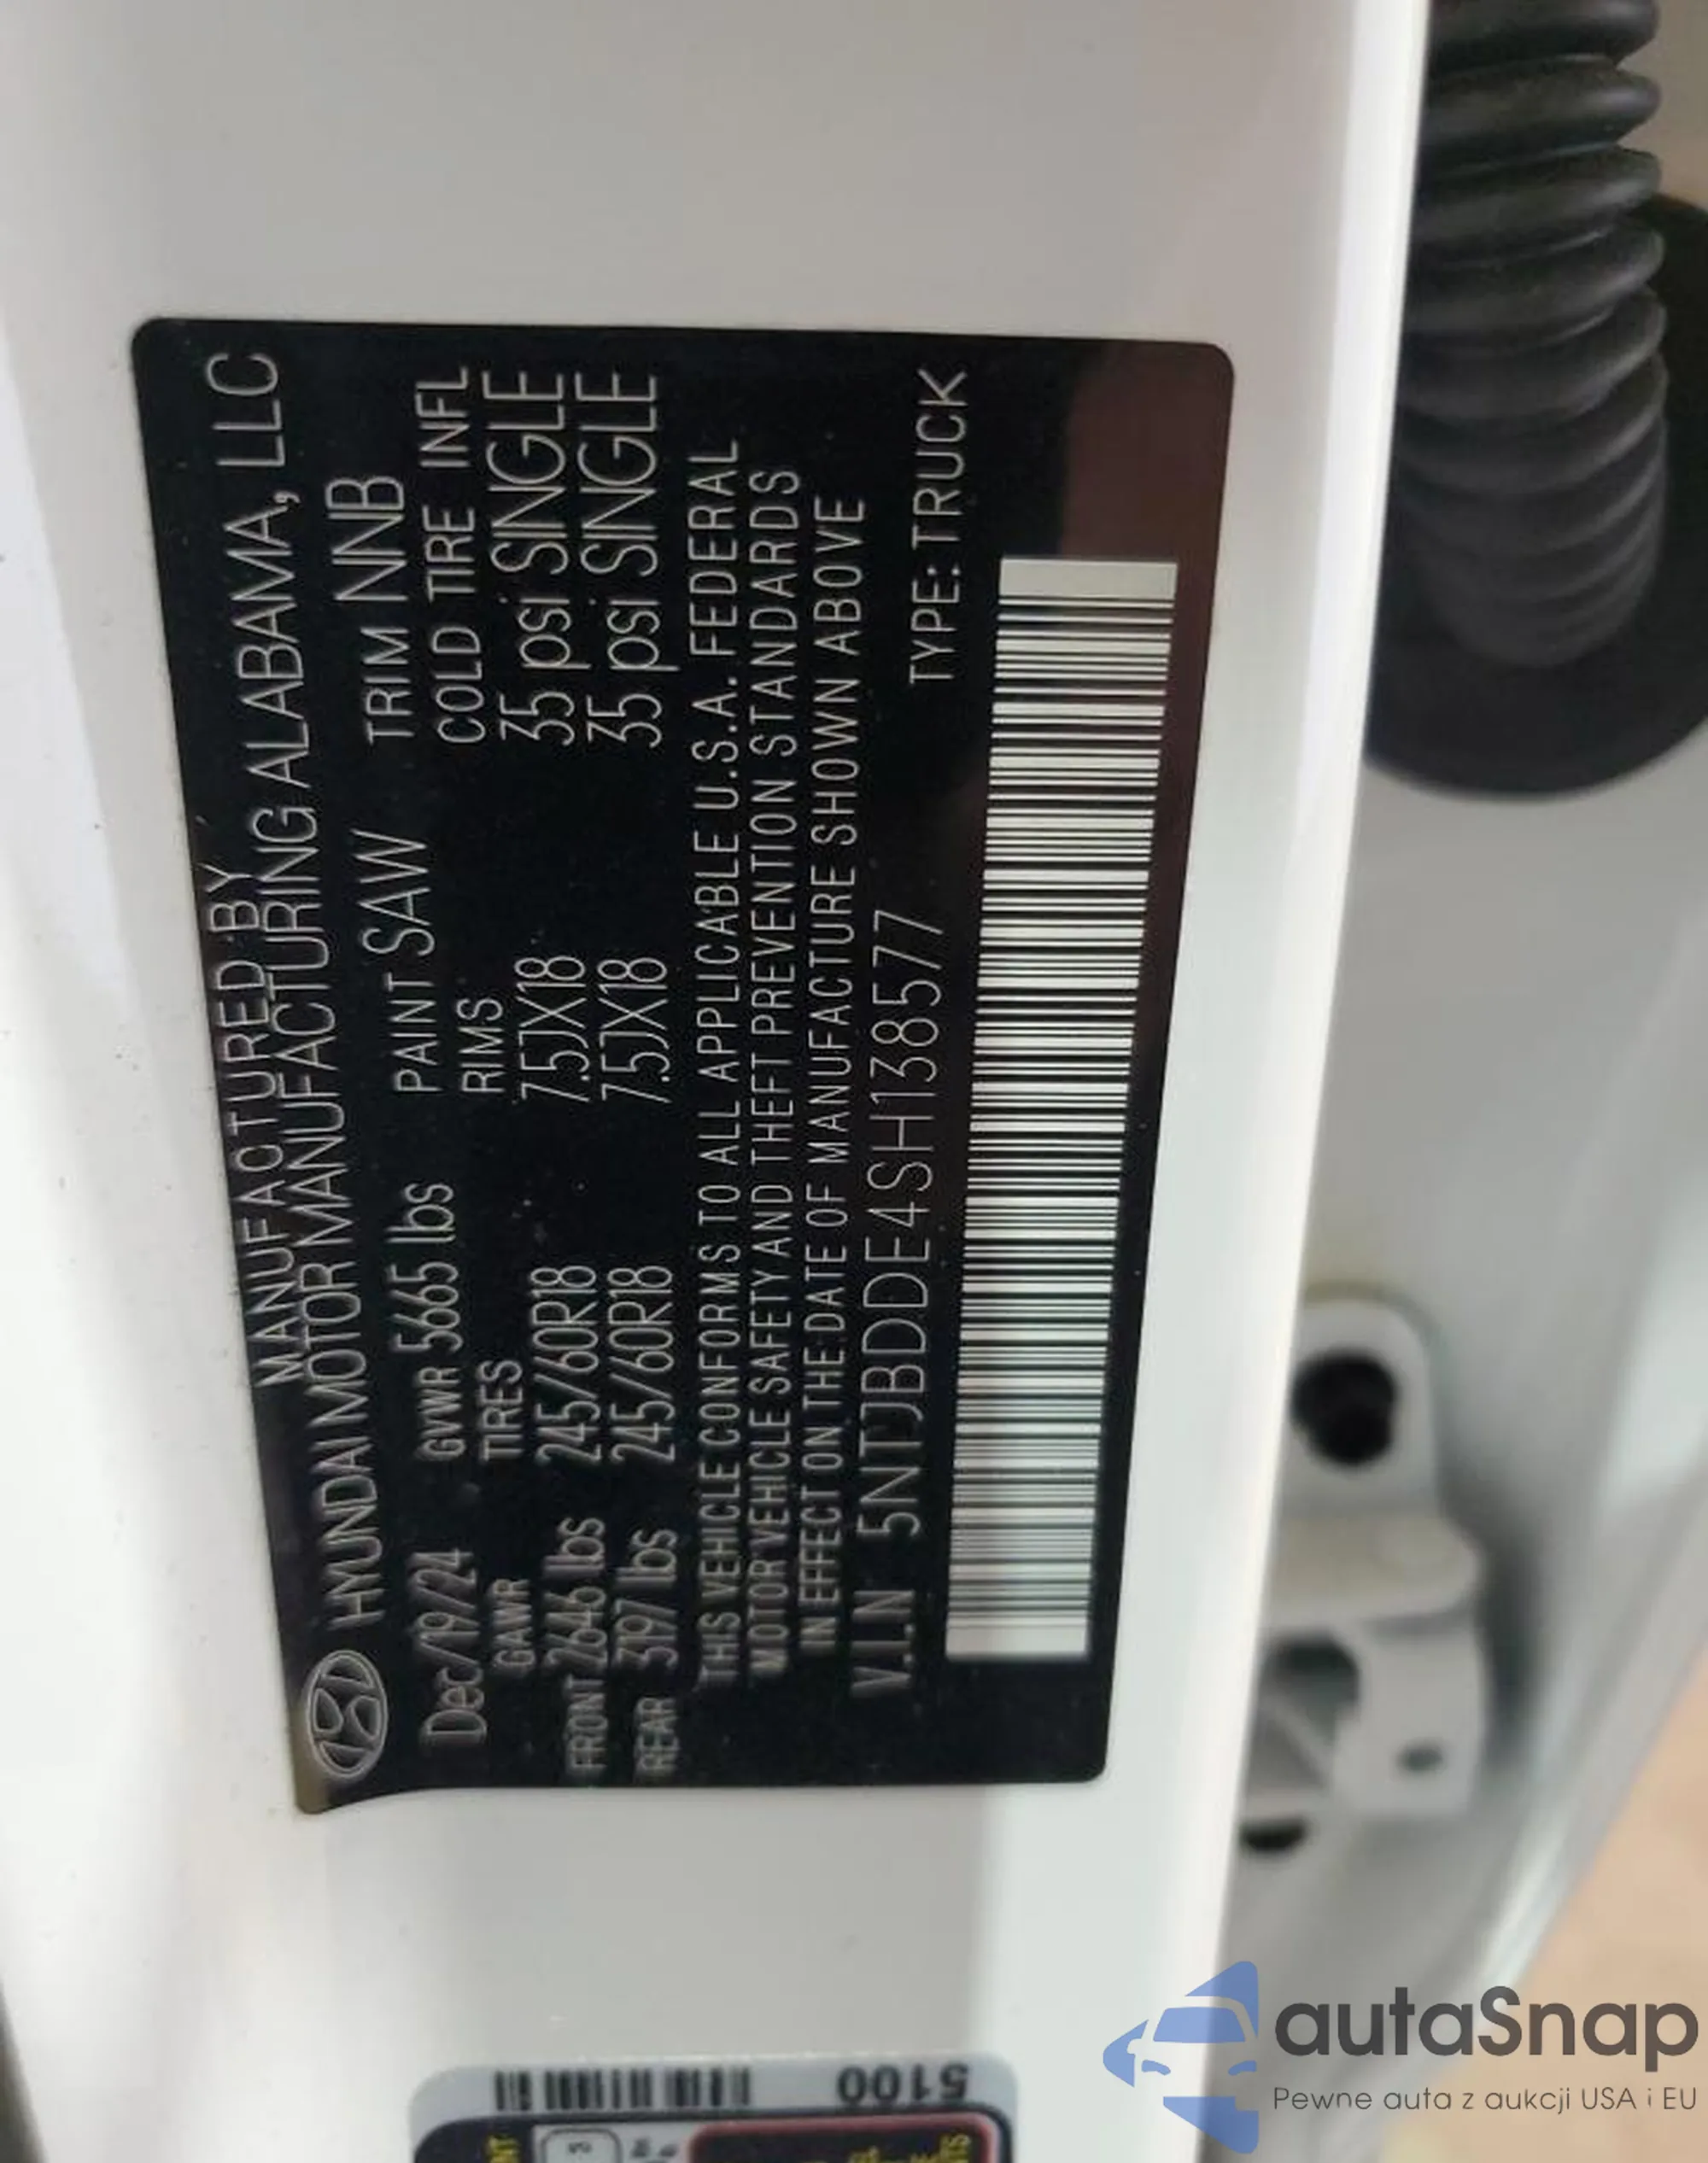 MANUFACTURED BY
HYUNDAI MOTOR MANUFACTURING ALABAMA, LLC
Dec/19/24 GVWR 5665 lbs PAINT SAW TRIM NNB
GAWR TIRES RIMS COLD TIRE INFL
FRONT 2646 lbs 245/60R18 7.5JX18 35 psi SINGLE
REAR 3197 lbs 245/60R18 7.5JX18 35 psi SINGLE
THIS VEHICLE CONFORMS TO ALL APPLICABLE U.S.A. FEDERAL
MOTOR VEHICLE SAFETY AND THEFT PREVENTION STANDARDS
IN EFFECT ON THE DATE OF MANUFACTURE SHOWN ABOVE
V.I.N 5NTJBDDE4SH138577 TYPE: TRUCK
5100
autaSnap
Pewne auta z aukcji USA i EU